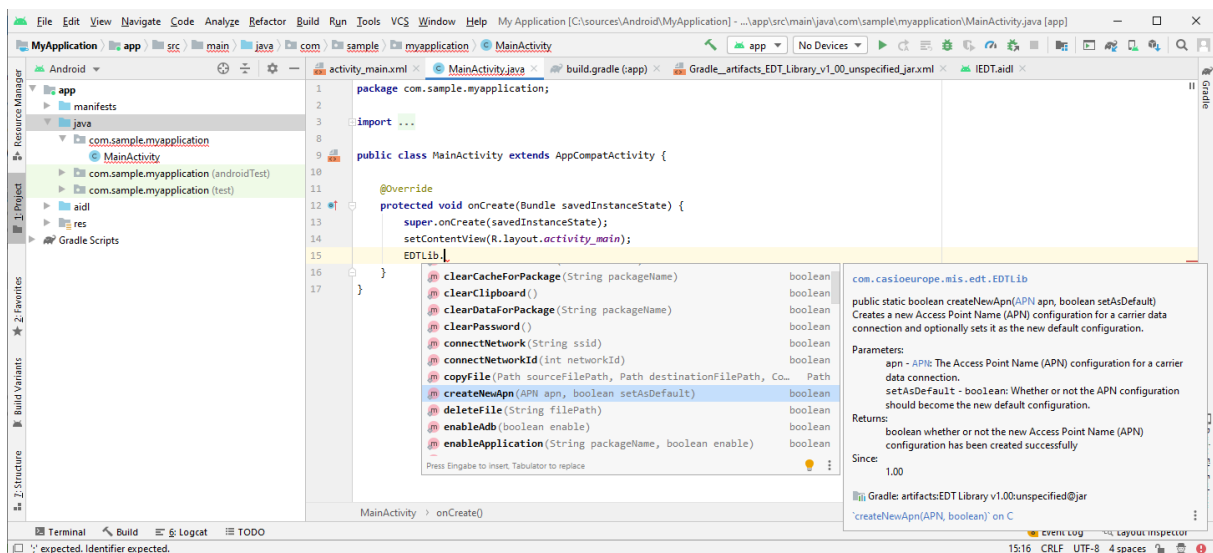 File Edit View Navigate Code Analyze Refactor Build Run Tools VCS Window Help My Application [C:\sources\Android\MyApplication] - ...\app\src\main\java\com\sample\myapplication\MainActivity.java [app]
MyApplication app src main java com sample myapplication MainActivity app No Devices
Android activity_main.xml MainActivity.java build.gradle (:app) Gradle__artifacts_EDT_Library_v1_00_unspecified_jar.xml IEDT.aidl
Resource Manager
1: Project
2: Favorites
Build Variants
7: Structure
Gradle
app
manifests
java
com.sample.myapplication
MainActivity
com.sample.myapplication (androidTest)
com.sample.myapplication (test)
aidl
res
Gradle Scripts
1 package com.sample.myapplication;
2
3 import ...
8
9 public class MainActivity extends AppCompatActivity {
10
11 @Override
12 protected void onCreate(Bundle savedInstanceState) {
13 super.onCreate(savedInstanceState);
14 setContentView(R.layout.activity_main);
15 EDTLib.
16 }
17 }
clearCacheForPackage(String packageName) boolean
clearClipboard() boolean
clearDataForPackage(String packageName) boolean
clearPassword() boolean
connectNetwork(String ssid) boolean
connectNetworkId(int networkId) boolean
copyFile(Path sourceFilePath, Path destinationFilePath, Co… Path
createNewApn(APN apn, boolean setAsDefault) boolean
deleteFile(String filePath) boolean
enableAdb(boolean enable) boolean
enableApplication(String packageName, boolean enable) boolean
Press Eingabe to insert, Tabulator to replace
com.casioeurope.mis.edt.EDTLib
public static boolean createNewApn(APN apn, boolean setAsDefault)
Creates a new Access Point Name (APN) configuration for a carrier data
connection and optionally sets it as the new default configuration.
Parameters:
apn - APN: The Access Point Name (APN) configuration for a carrier
data connection.
setAsDefault - boolean: Whether or not the APN configuration
should become the new default configuration.
Returns:
boolean whether or not the new Access Point Name (APN)
configuration has been created successfully
Since:
1.00
Gradle: artifacts:EDT Library v1.00:unspecified@jar
`createNewApn(APN, boolean)` on C
MainActivity › onCreate()
Terminal Build 6: Logcat TODO Event Log Layout Inspector
';' expected. Identifier expected. 15:16 CRLF UTF-8 4 spaces